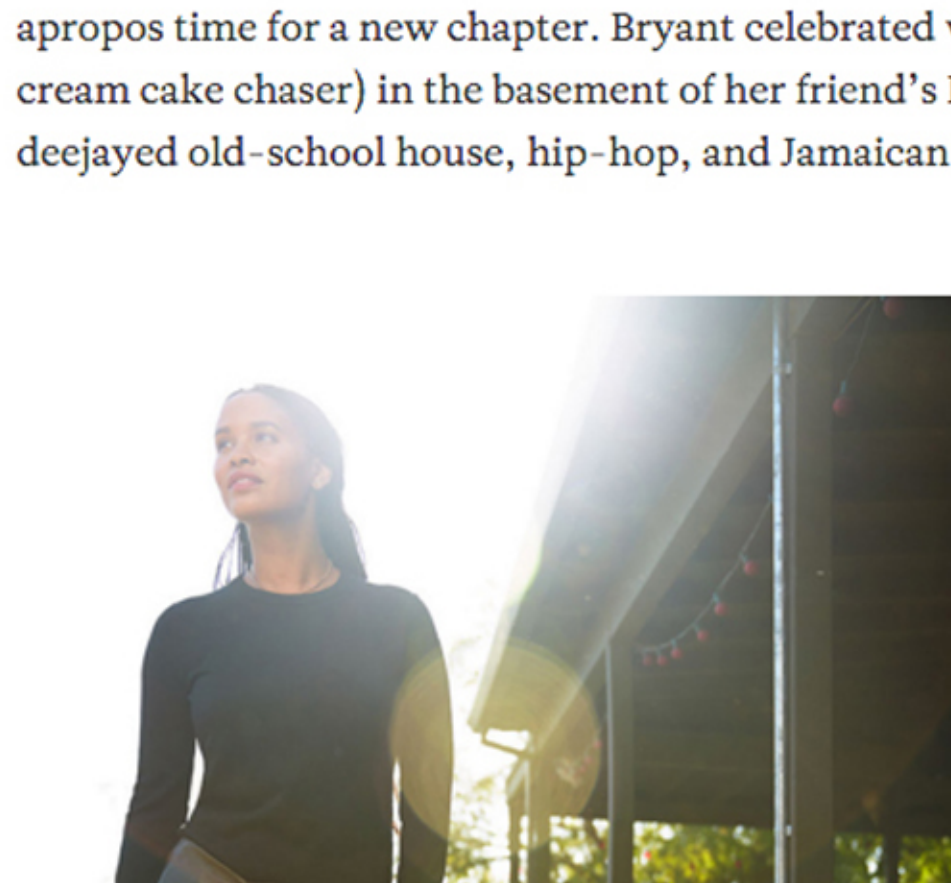 apropos time for a new chapter. Bryant celebrated
cream cake chaser) in the basement of her friend’s
deejayed old-school house, hip-hop, and Jamaican